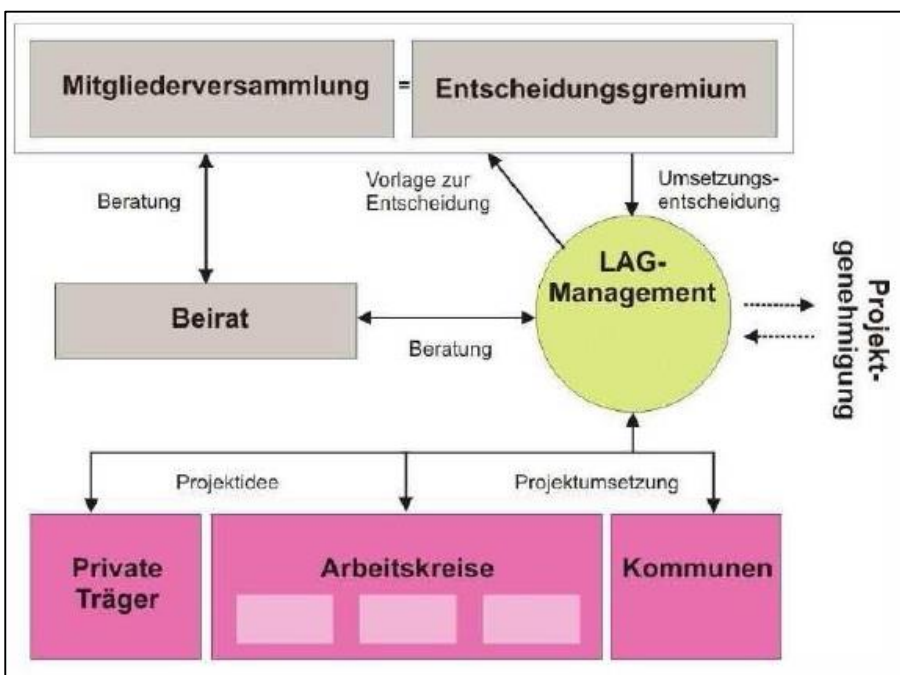 Mitgliederversammlung
=
Entscheidungsgremium
Beratung
Vorlage zur
Entscheidung
Umsetzungs-
entscheidung
LAG-
Management
Beirat
Beratung
Projekt-
genehmigung
Projektidee
Projektumsetzung
Private
Träger
Arbeitskreise
Kommunen